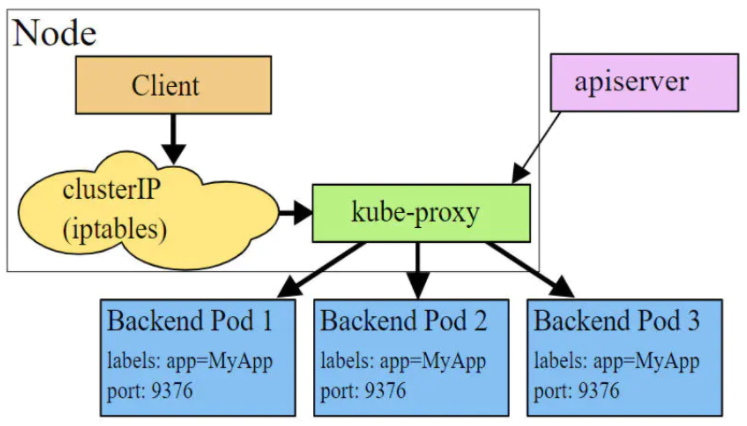 Node
Client
apiserver
clusterIP
(iptables)
kube-proxy
Backend Pod 1
labels: app=MyApp
port: 9376
Backend Pod 2
labels: app=MyApp
port: 9376
Backend Pod 3
labels: app=MyApp
port: 9376